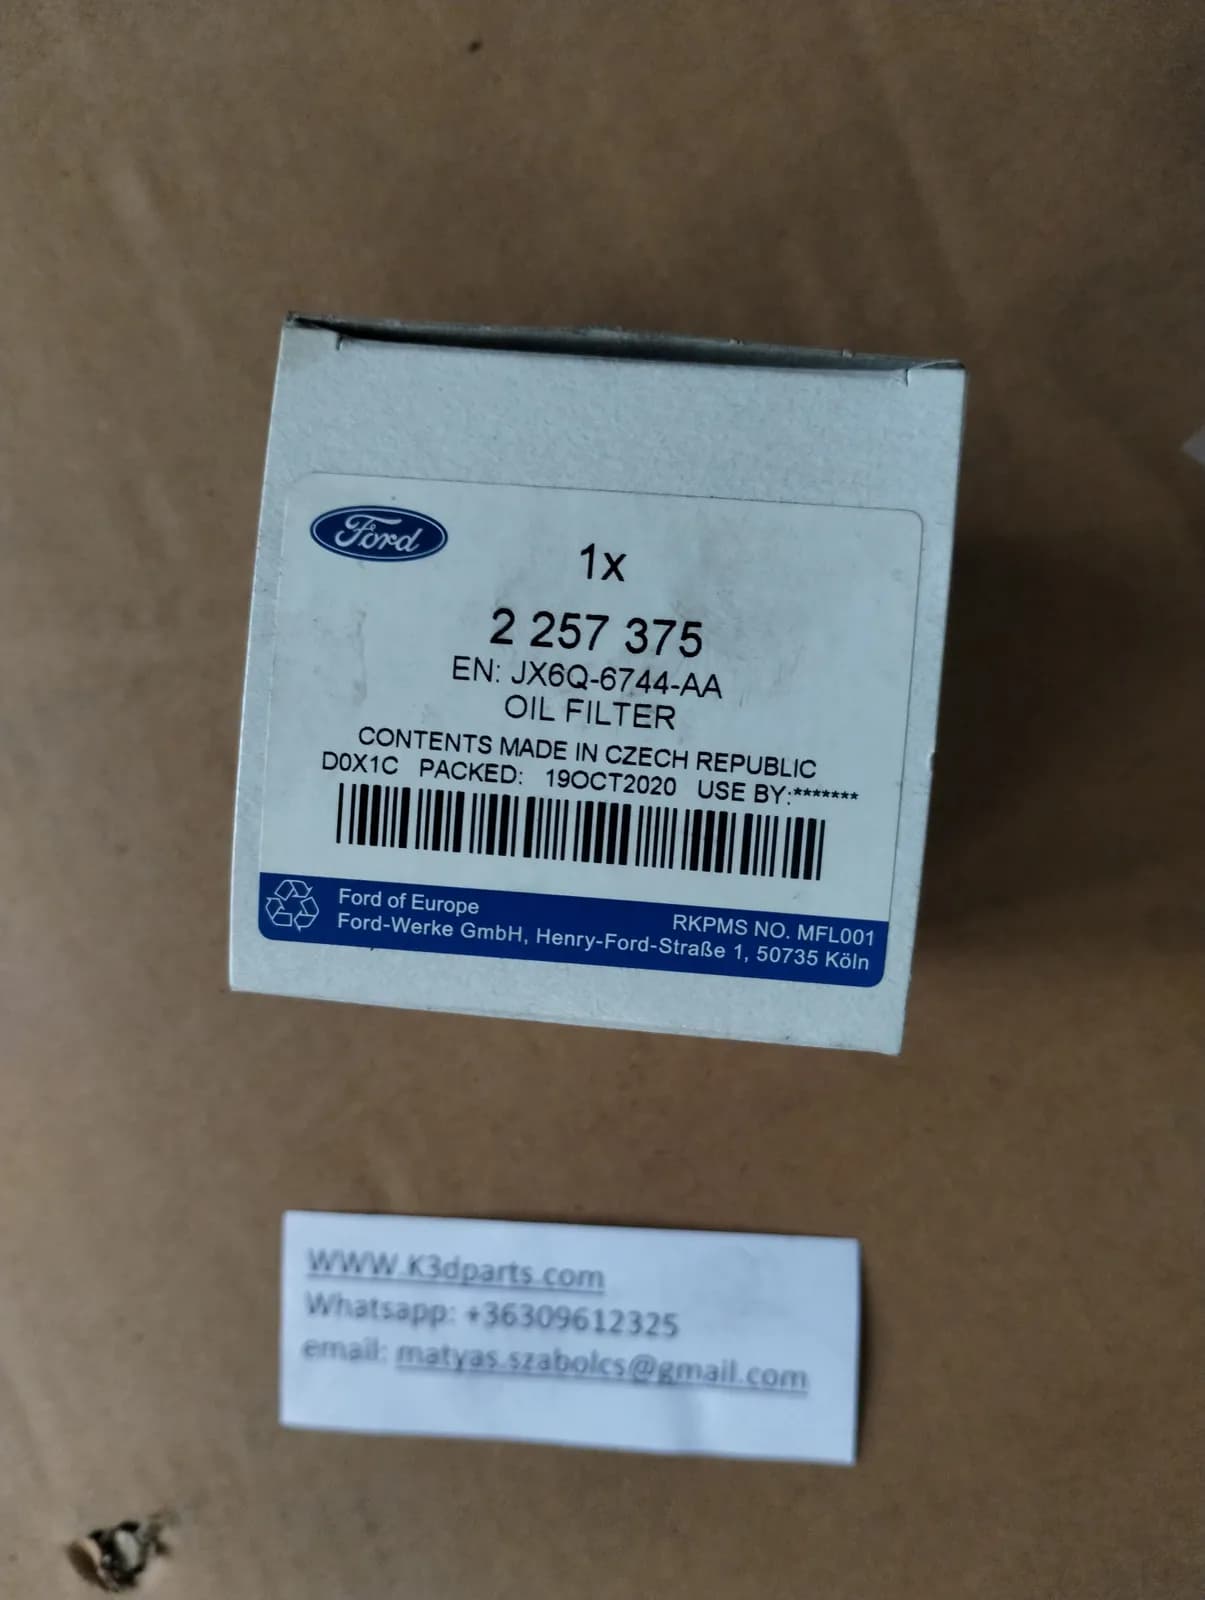 Ford
1x
2 257 375
EN: JX6Q-6744-AA
OIL FILTER
CONTENTS MADE IN CZECH REPUBLIC
D0X1C PACKED: 19OCT2020 USE BY:*******
Ford of Europe
RKPMS NO. MFL001
Ford-Werke GmbH, Henry-Ford-Straße 1, 50735 Köln
WWW.K3dparts.com
Whatsapp: +36309612325
email: matyas.szabolcs@gmail.com